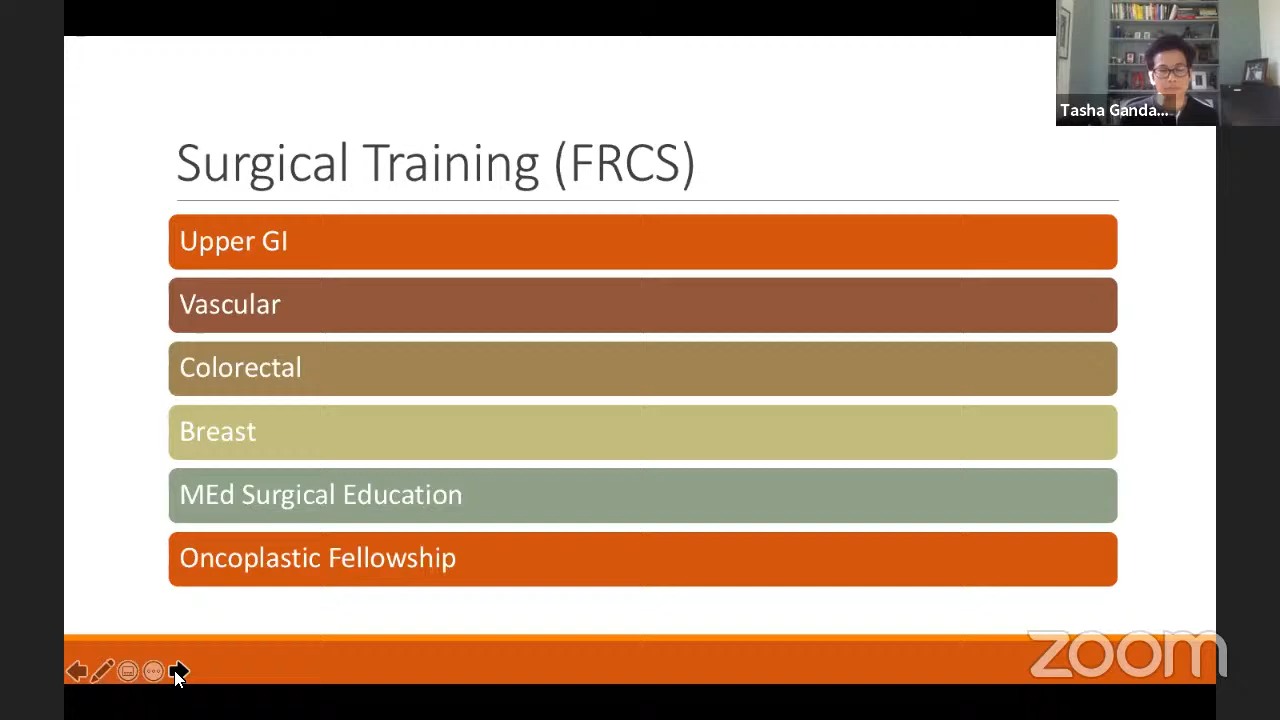 Tasha Ganda...
Surgical Training (FRCS)
Upper GI
Vascular
Colorectal
Breast
MEd Surgical Education
Oncoplastic Fellowship
zoom